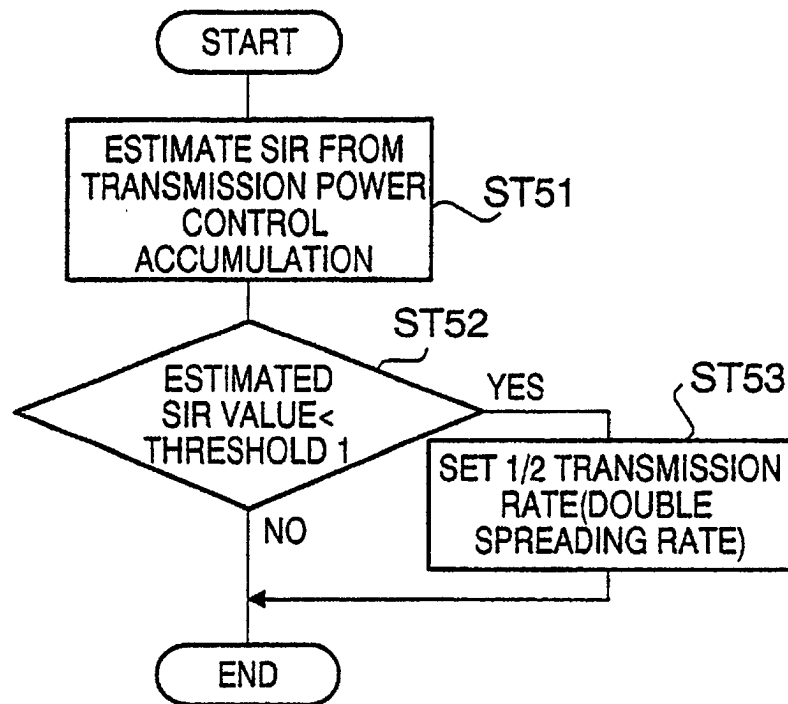 START
ESTIMATE SIR FROM
TRANSMISSION POWER
CONTROL
ACCUMULATION
ST51
ST52
ESTIMATED
SIR VALUE<
THRESHOLD 1
YES
ST53
SET 1/2 TRANSMISSION
RATE(DOUBLE
SPREADING RATE)
NO
END